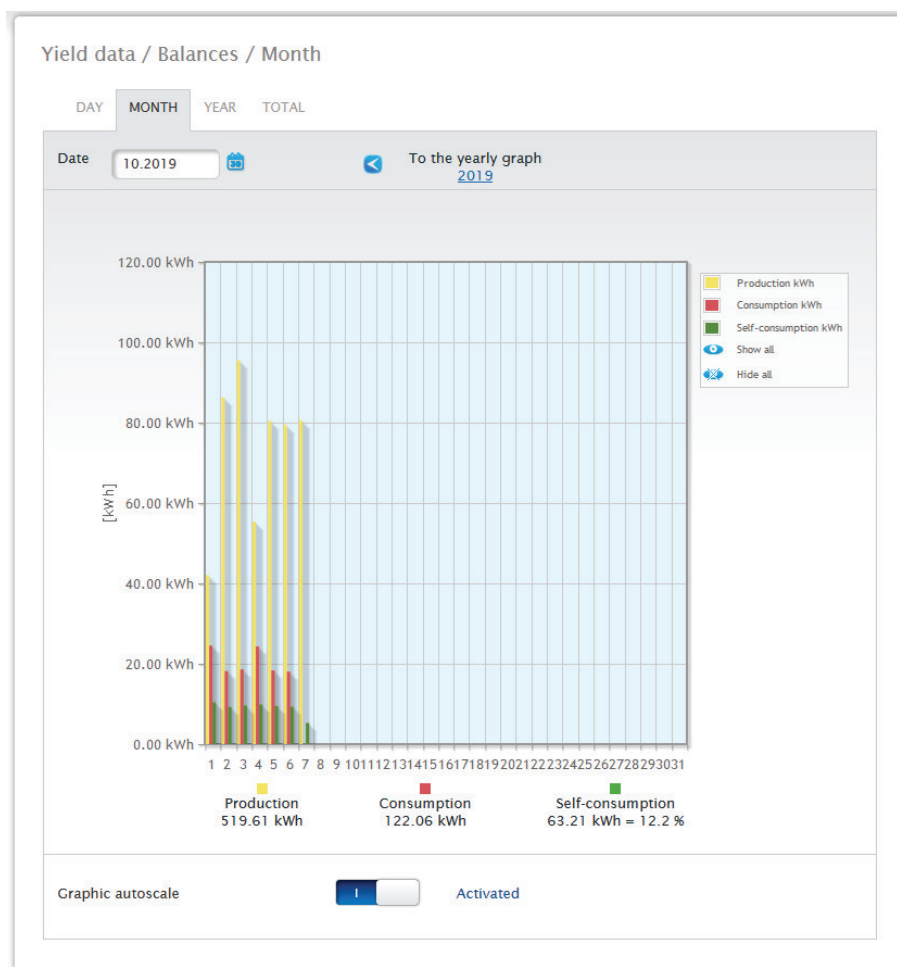 Yield data / Balances / Month
DAY MONTH YEAR TOTAL
Date 10.2019 30 To the yearly graph
2019
120.00 kWh
100.00 kWh
80.00 kWh
60.00 kWh
40.00 kWh
20.00 kWh
0.00 kWh
[kWh]
Production kWh
Consumption kWh
Self-consumption kWh
Show all
Hide all
1 2 3 4 5 6 7 8 9 10 11 12 13 14 15 16 17 18 19 20 21 22 23 24 25 26 27 28 29 30 31
Production Consumption Self-consumption
519.61 kWh 122.06 kWh 63.21 kWh = 12.2 %
Graphic autoscale I Activated